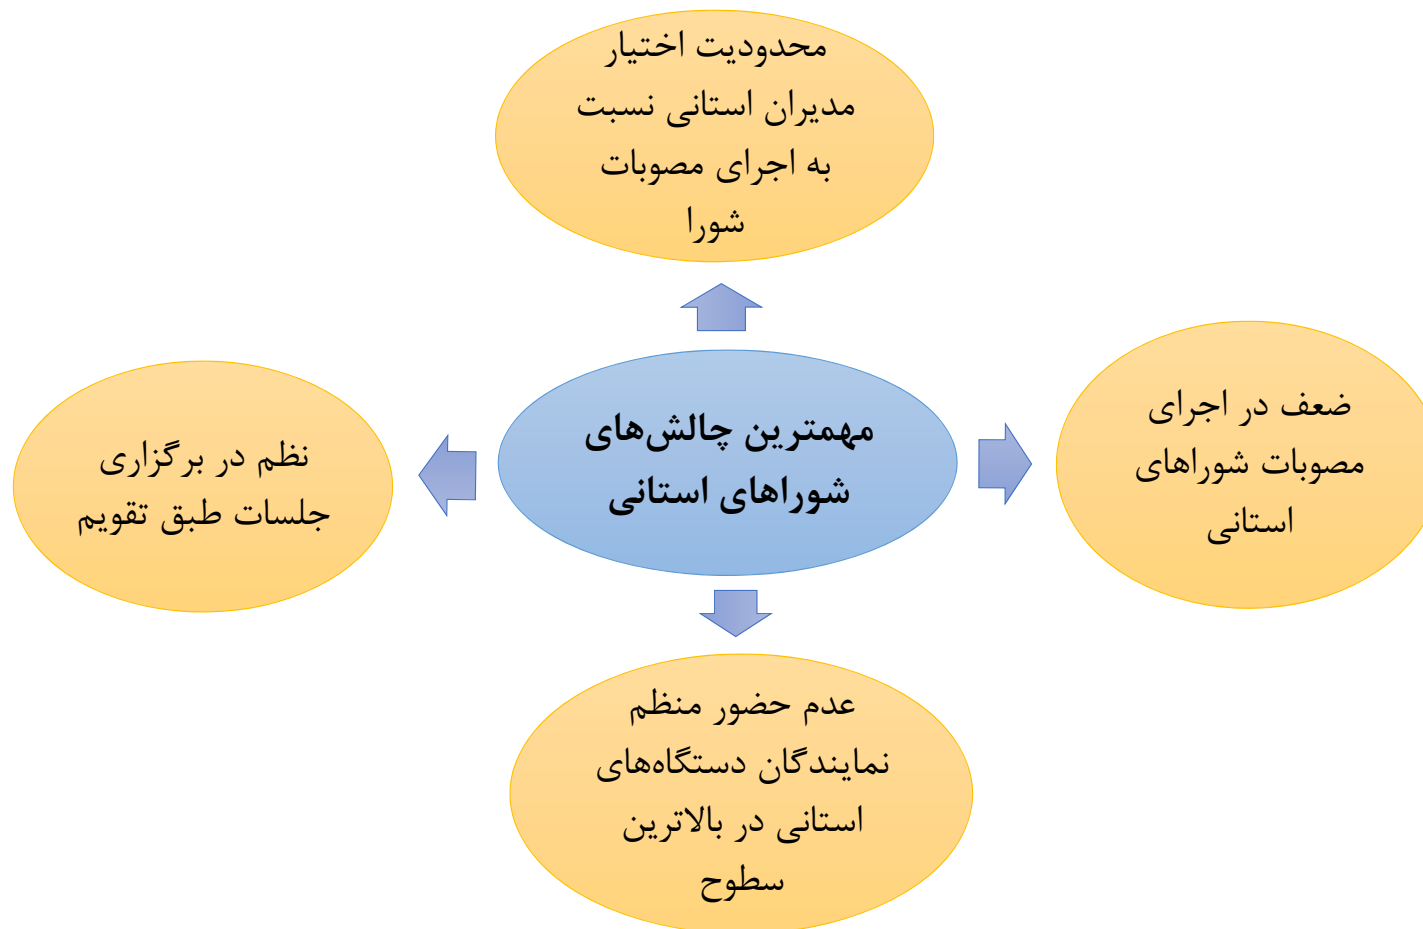 محدودیت اختیار
مدیران استانی نسبت
به اجرای مصوبات
شورا
ضعف در اجرای
مصوبات شوراهای
استانی
مهمترین چالش‌های
شوراهای استانی
نظم در برگزاری
جلسات طبق تقویم
عدم حضور منظم
نمایندگان دستگاه‌های
استانی در بالاترین
سطوح